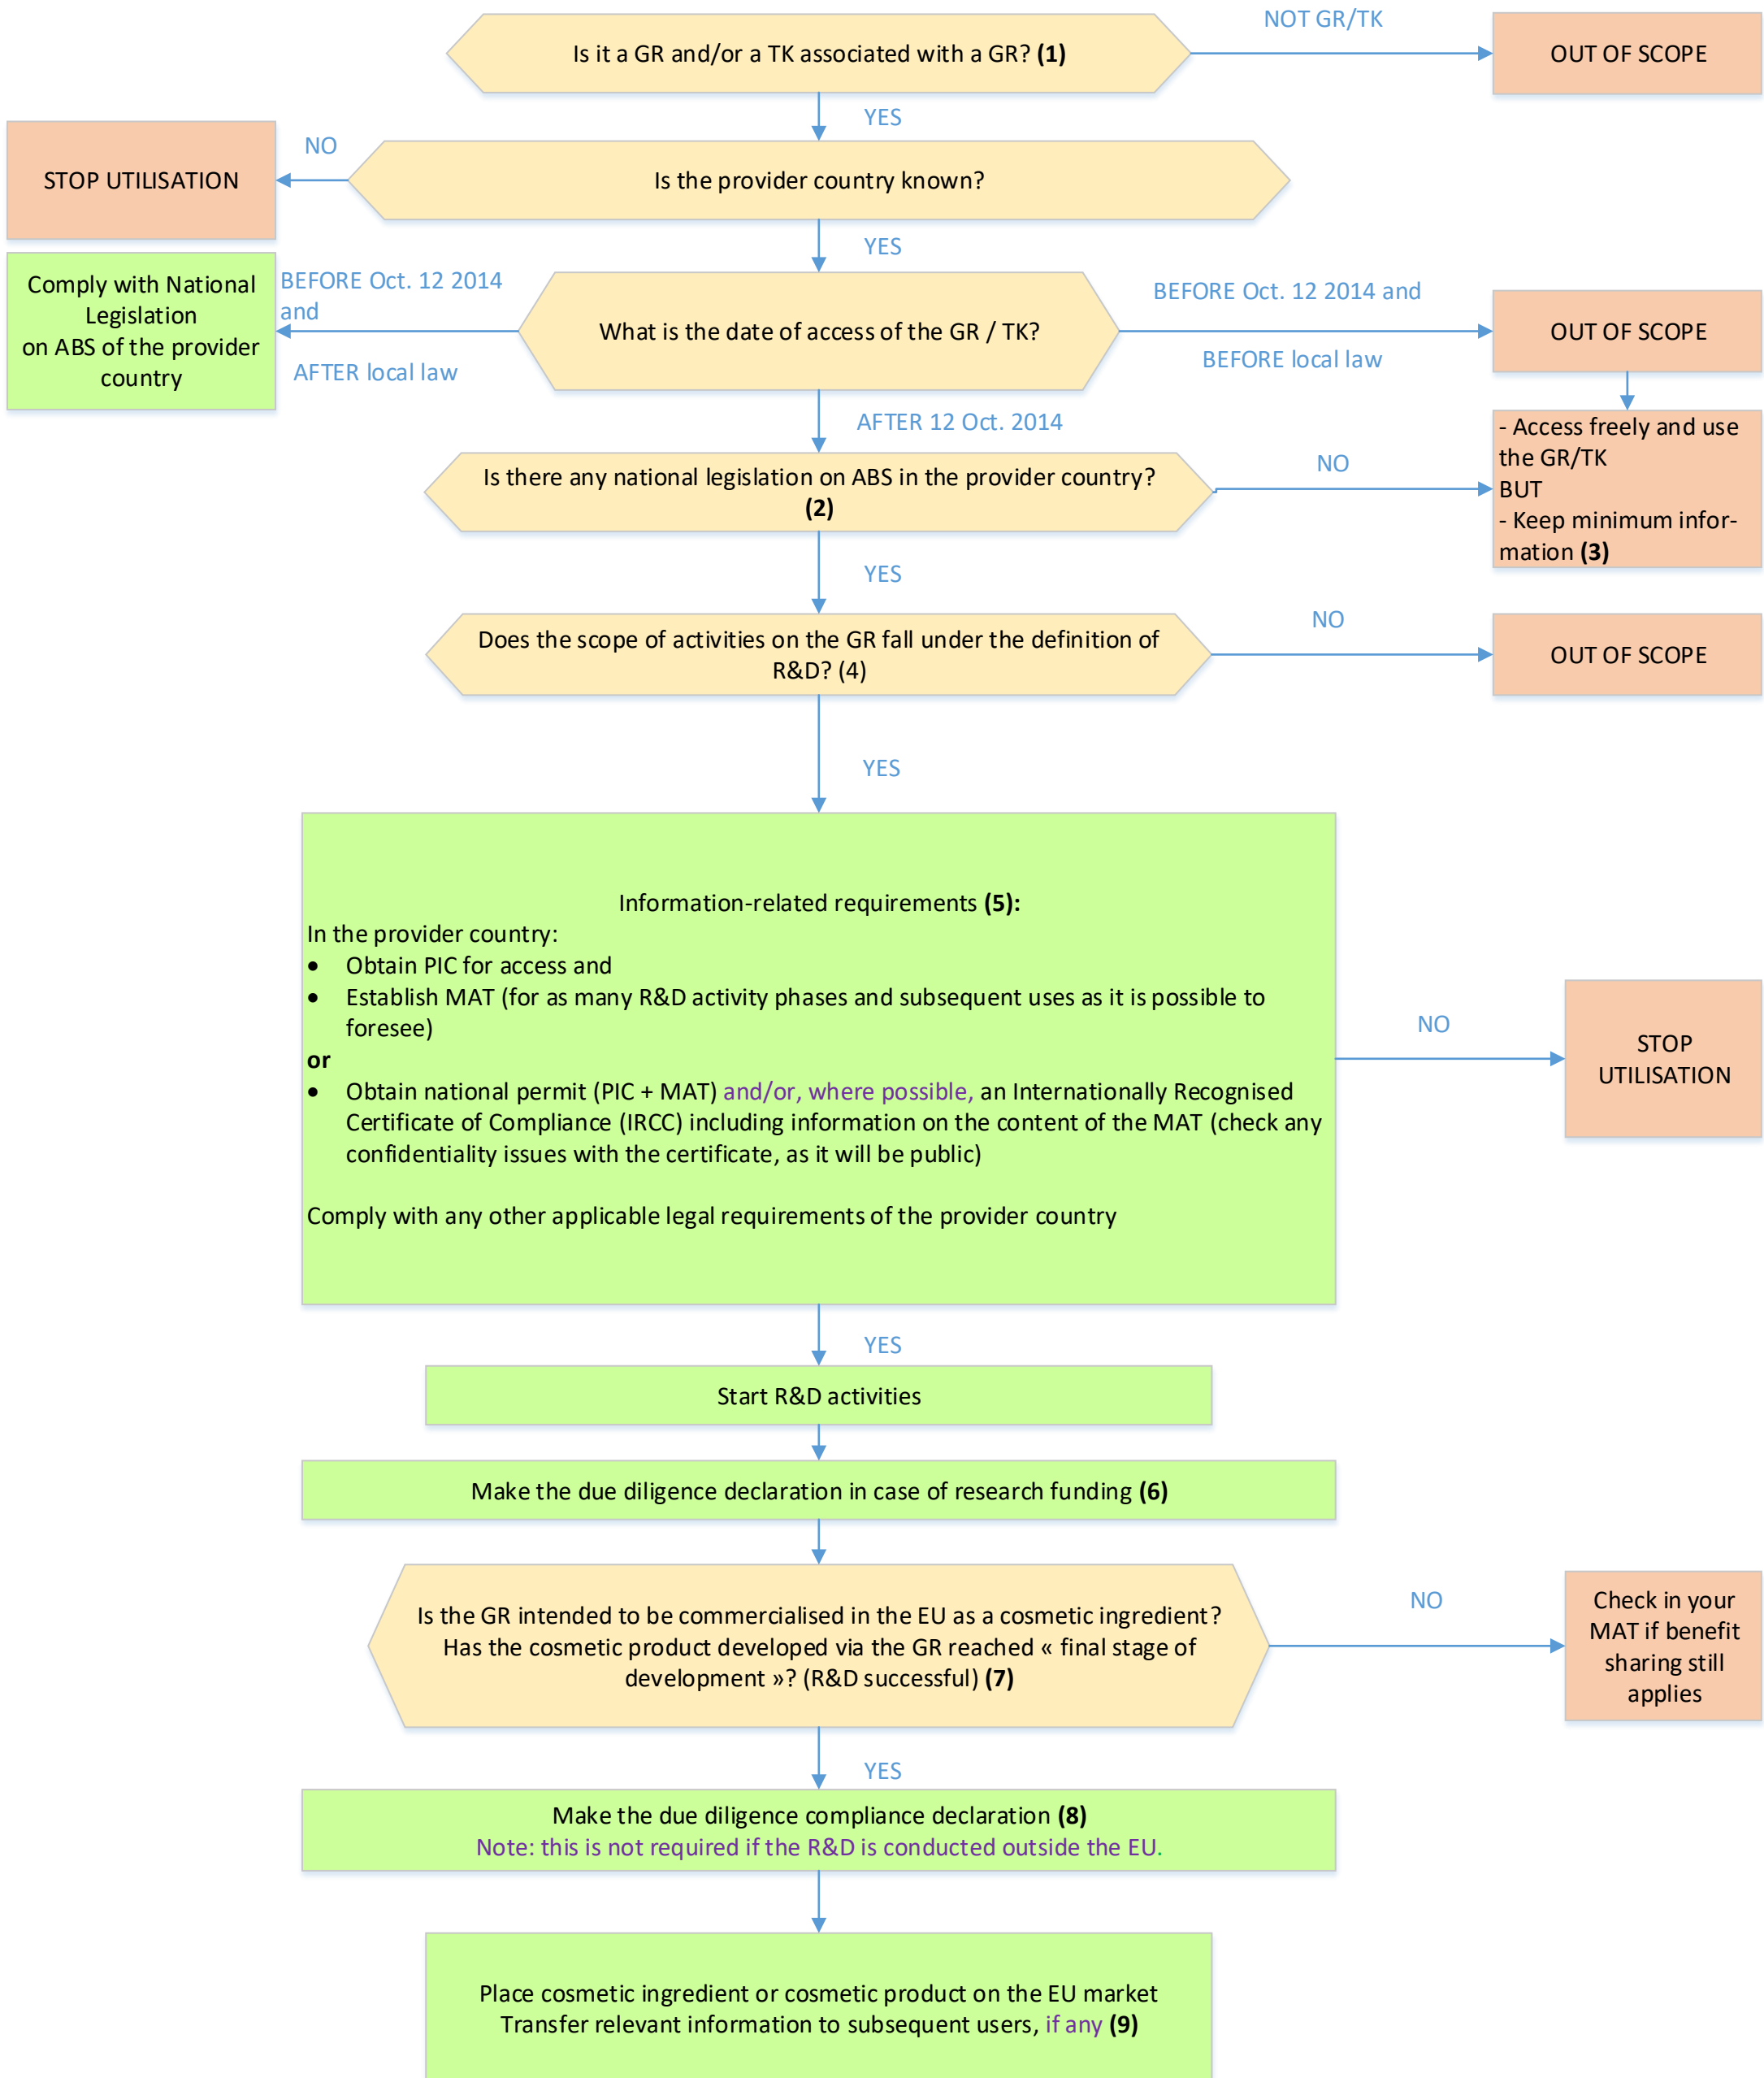 NOT GR/TK
Is it a GR and/or a TK associated with a GR? (1)
OUT OF SCOPE
YES
NO
STOP UTILISATION
Is the provider country known?
YES
Comply with National
Legislation
on ABS of the provider
country
BEFORE Oct. 12 2014
and
AFTER local law
What is the date of access of the GR / TK?
BEFORE Oct. 12 2014 and
BEFORE local law
OUT OF SCOPE
AFTER 12 Oct. 2014
Is there any national legislation on ABS in the provider country?
(2)
NO
- Access freely and use
the GR/TK
BUT
- Keep minimum infor-
mation (3)
YES
Does the scope of activities on the GR fall under the definition of
R&D? (4)
NO
OUT OF SCOPE
YES
Information-related requirements (5):
In the provider country:
• Obtain PIC for access and
• Establish MAT (for as many R&D activity phases and subsequent uses as it is possible to
foresee)
or
• Obtain national permit (PIC + MAT) and/or, where possible, an Internationally Recognised
Certificate of Compliance (IRCC) including information on the content of the MAT (check any
confidentiality issues with the certificate, as it will be public)
Comply with any other applicable legal requirements of the provider country
NO
STOP
UTILISATION
YES
Start R&D activities
Make the due diligence declaration in case of research funding (6)
Is the GR intended to be commercialised in the EU as a cosmetic ingredient?
Has the cosmetic product developed via the GR reached « final stage of
development »? (R&D successful) (7)
NO
Check in your
MAT if benefit
sharing still
applies
YES
Make the due diligence compliance declaration (8)
Note: this is not required if the R&D is conducted outside the EU.
Place cosmetic ingredient or cosmetic product on the EU market
Transfer relevant information to subsequent users, if any (9)